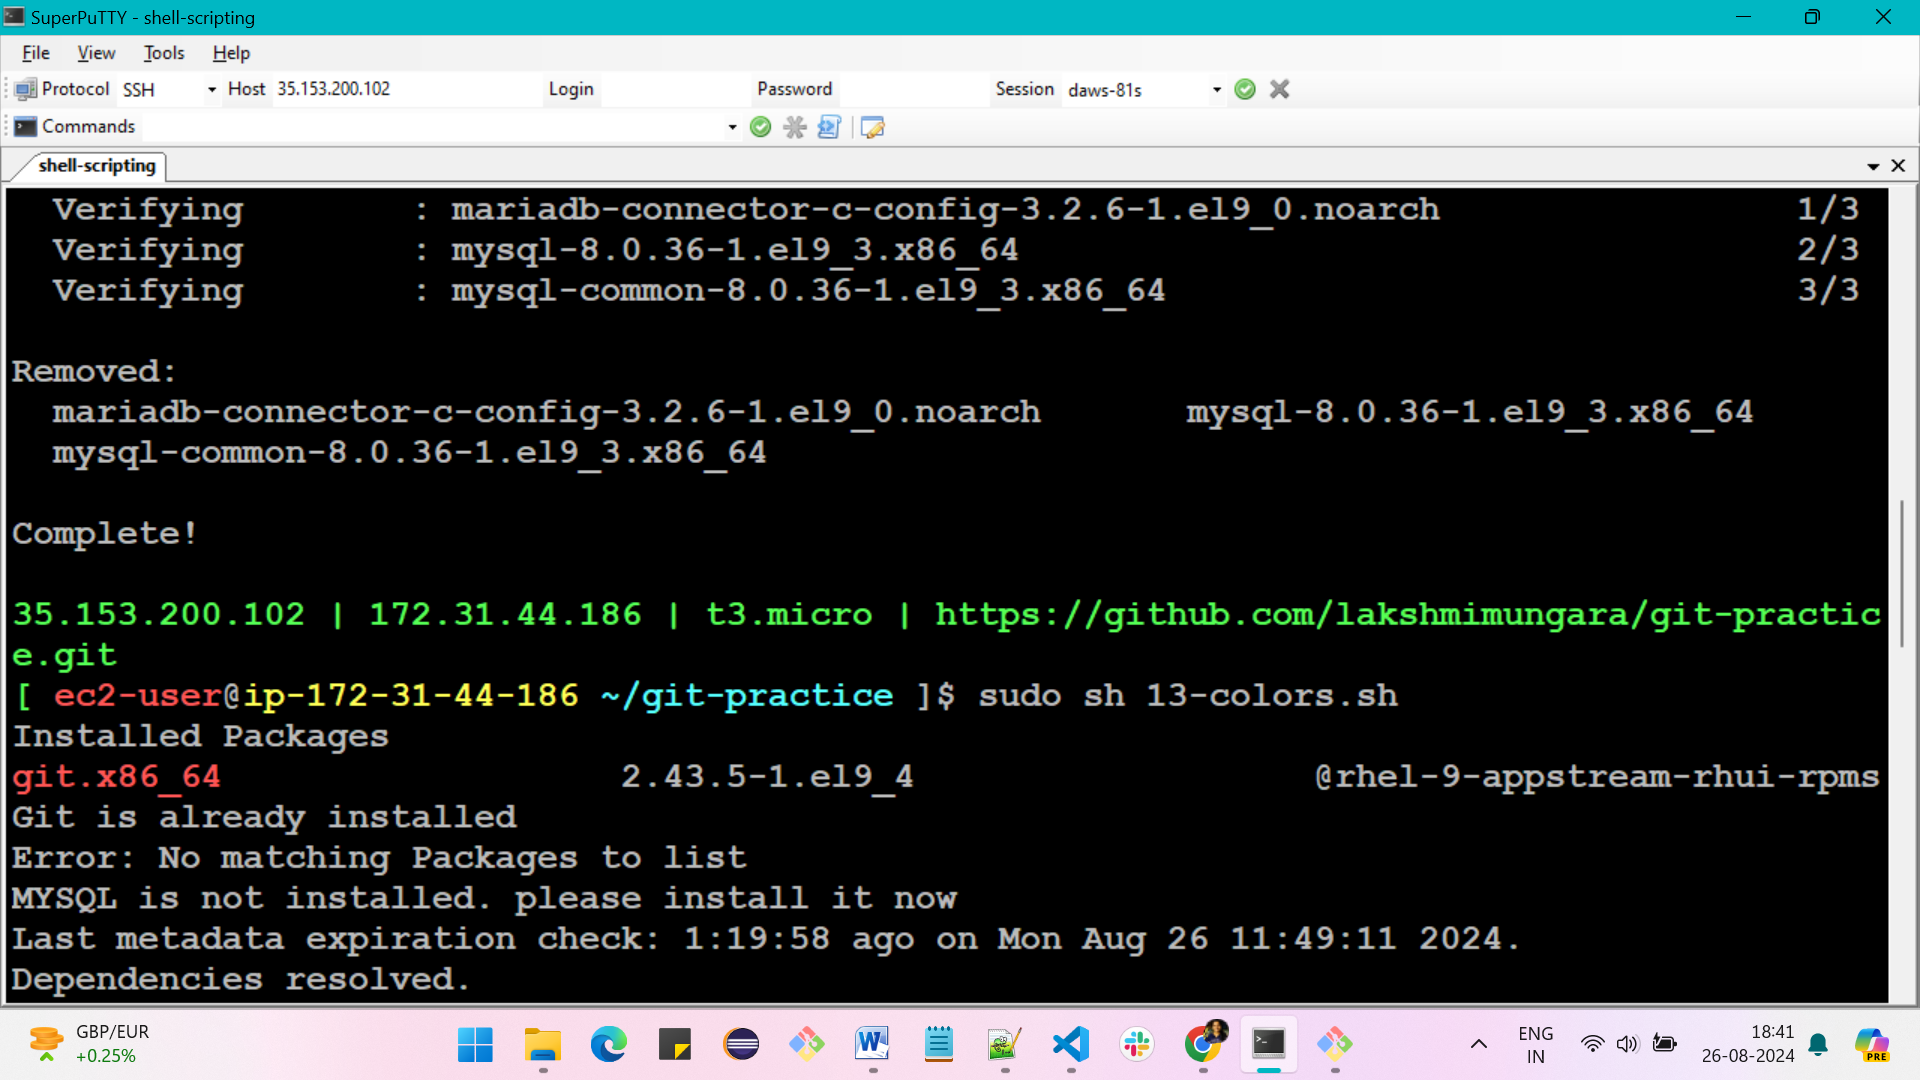 SuperPuTTY - shell-scripting
File View Tools Help
Protocol SSH Host 35.153.200.102 Login Password Session daws-81s
Commands
shell-scripting
Verifying : mariadb-connector-c-config-3.2.6-1.el9_0.noarch 1/3
Verifying : mysql-8.0.36-1.el9_3.x86_64 2/3
Verifying : mysql-common-8.0.36-1.el9_3.x86_64 3/3
Removed:
mariadb-connector-c-config-3.2.6-1.el9_0.noarch mysql-8.0.36-1.el9_3.x86_64
mysql-common-8.0.36-1.el9_3.x86_64
Complete!
35.153.200.102 | 172.31.44.186 | t3.micro | https://github.com/lakshmimungara/git-practic
e.git
[ ec2-user@ip-172-31-44-186 ~/git-practice ]$ sudo sh 13-colors.sh
Installed Packages
git.x86_64 2.43.5-1.el9_4 @rhel-9-appstream-rhui-rpms
Git is already installed
Error: No matching Packages to list
MYSQL is not installed. please install it now
Last metadata expiration check: 1:19:58 ago on Mon Aug 26 11:49:11 2024.
Dependencies resolved.
GBP/EUR
+0.25%
ENG
IN
18:41
26-08-2024
PRE